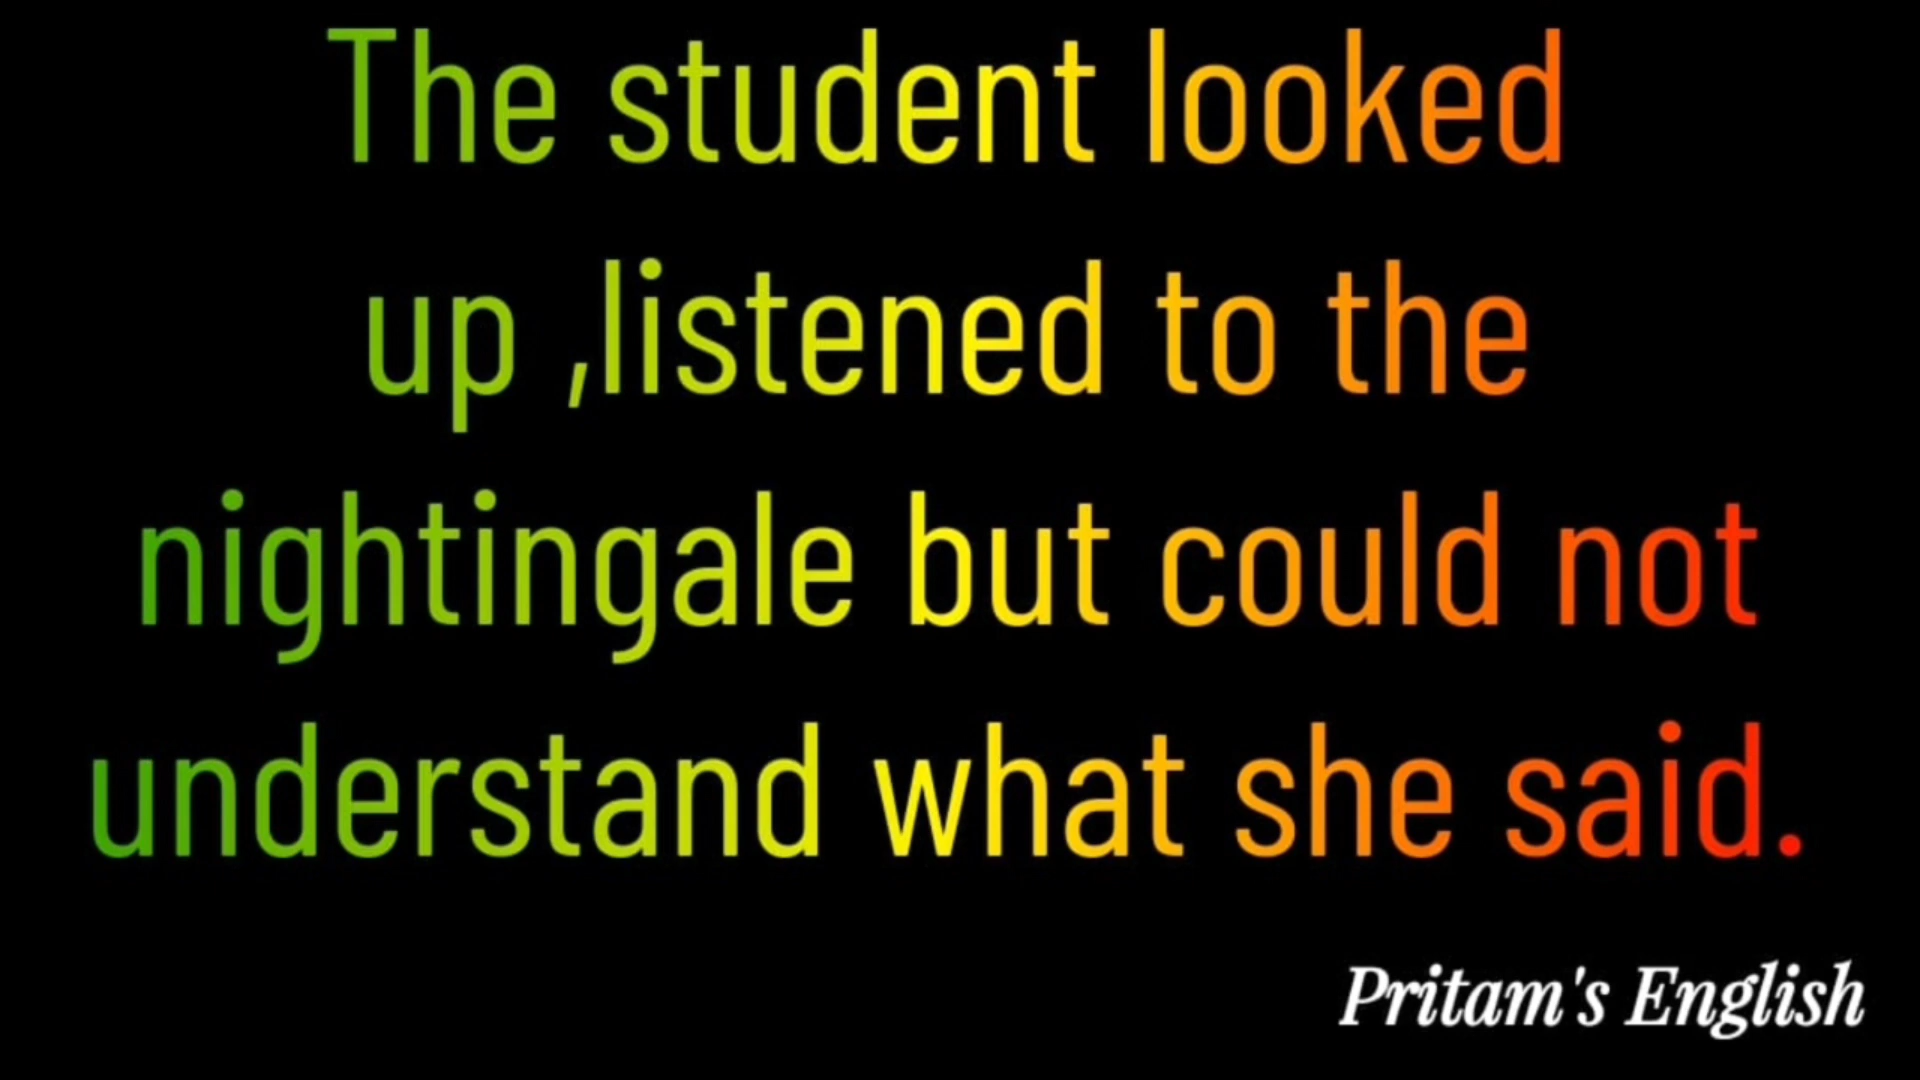 The student looked
up ,listened to the
nightingale but could not
understand what she said.
Pritam's English